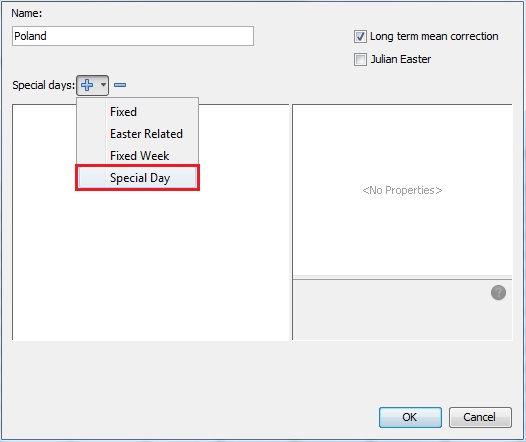 Name:
Poland
Long term mean correction
Julian Easter
Special days:
Fixed
Easter Related
Fixed Week
Special Day
<No Properties>
?
OK
Cancel